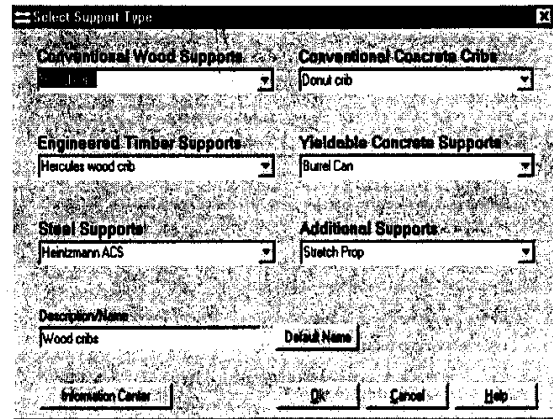 Select Support Type
Conventional Wood Supports
Conventional Concrete Cribs
Donut crib
Engineered Timber Supports
Yieldable Concrete Supports
Hercules wood crib
Burrel Can
Steel Supports
Additional Supports
Heintzmann ACS
Stretch Prop
Description/Name
Wood cribs
Default Name
Information Center
Ok
Cancel
Help